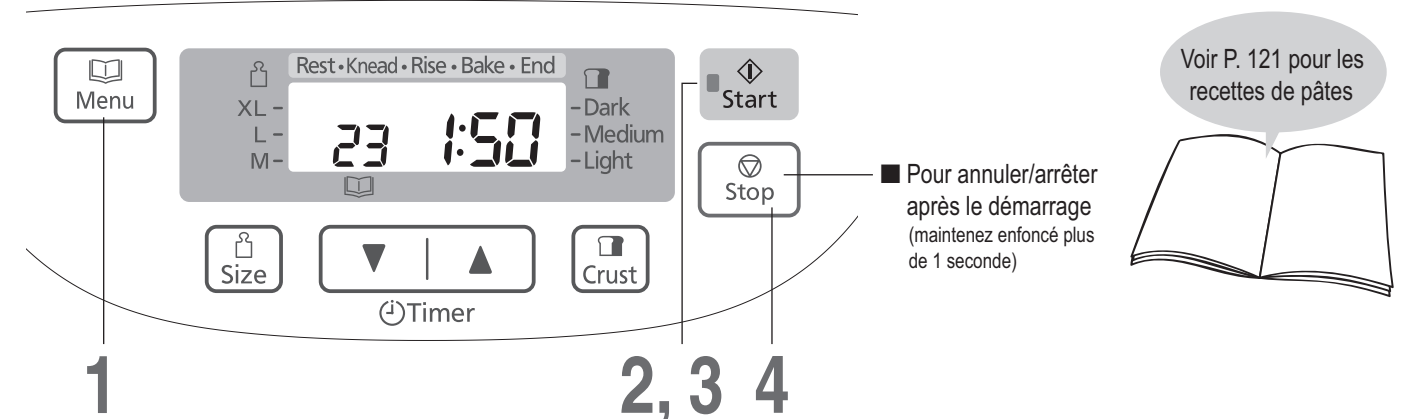 Menu
Rest • Knead • Rise • Bake • End
XL
L
M
23 1:50
Dark
Medium
Light
Start
Stop
Size
Crust
Timer
■ Pour annuler/arrêter
après le démarrage
(maintenez enfoncé plus
de 1 seconde)
Voir P. 121 pour les
recettes de pâtes
1
2, 3
4